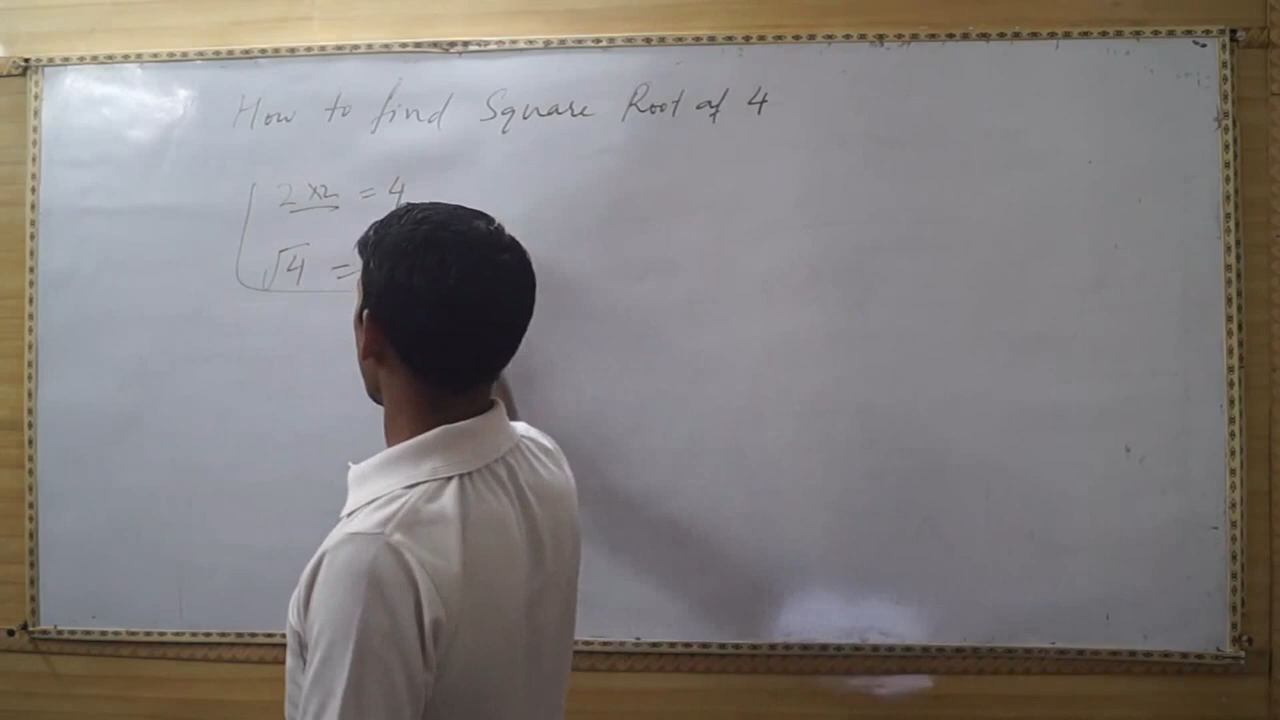 How to find Square Root of 4
2 x 2 = 4
√4 =